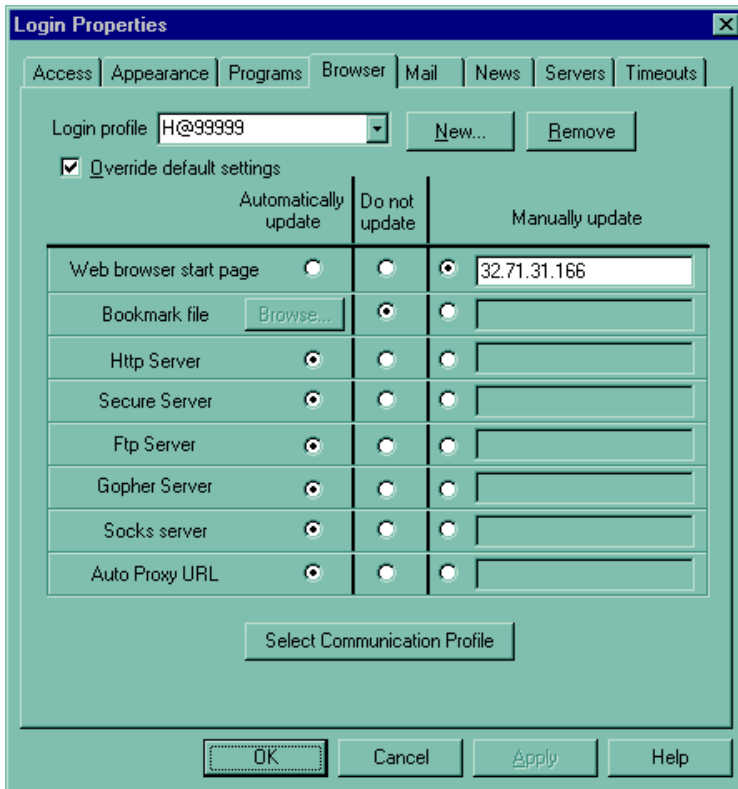 Login Properties
Access Appearance Programs Browser Mail News Servers Timeouts
Login profile H@99999 New... Remove
Override default settings
Automatically update Do not update Manually update
Web browser start page 32.71.31.166
Bookmark file Browse...
Http Server
Secure Server
Ftp Server
Gopher Server
Socks server
Auto Proxy URL
Select Communication Profile
OK Cancel Apply Help